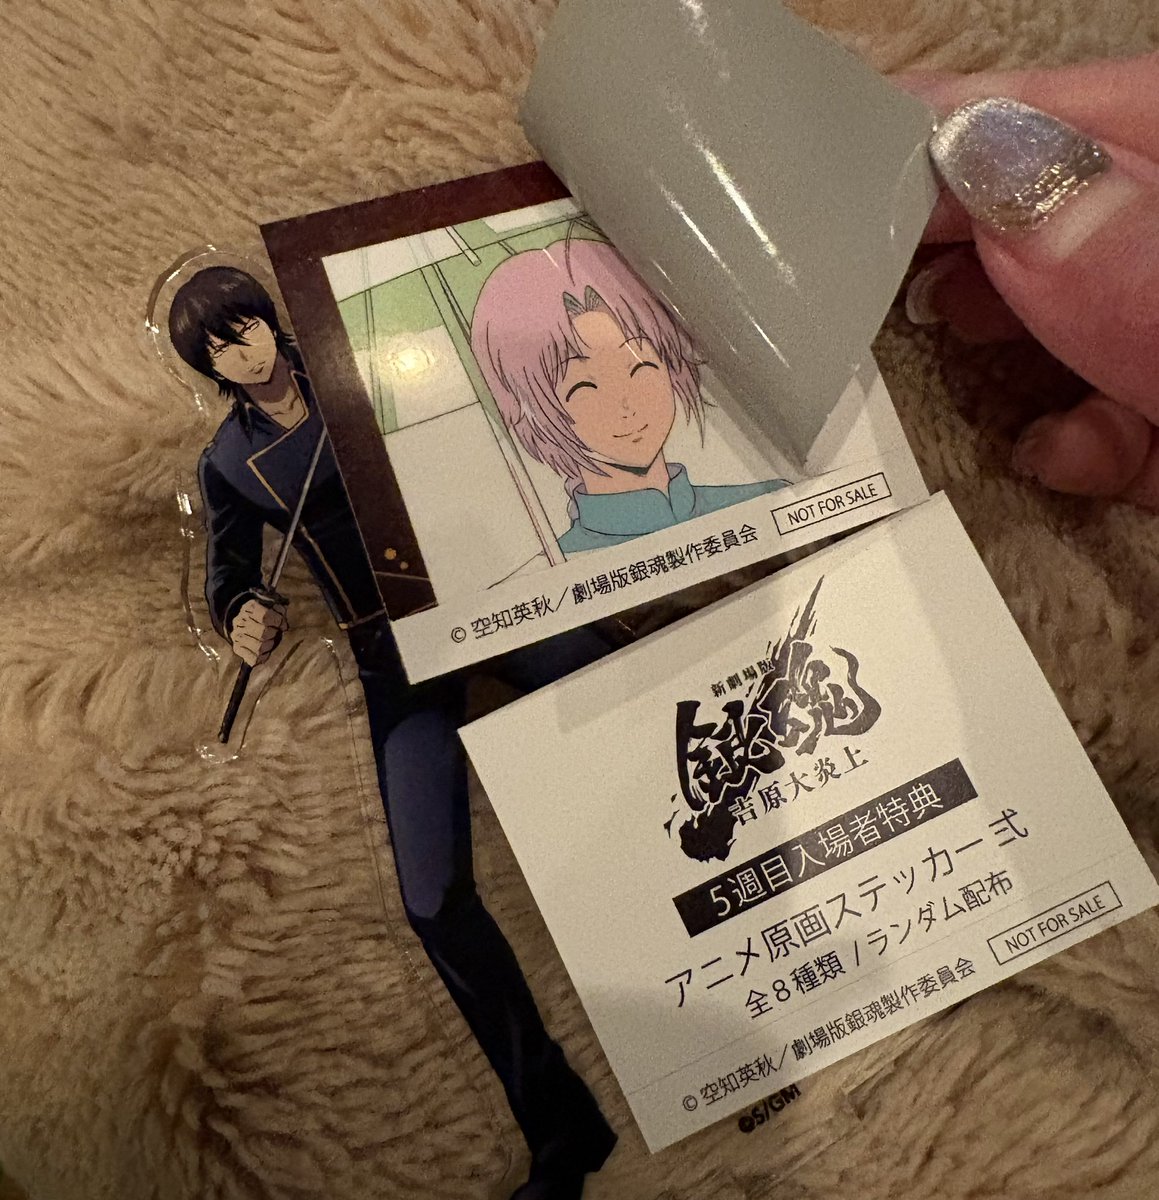 NOT FOR SALE
© 空知英秋／劇場版銀魂製作委員会
新劇場版
銀魂
吉原大炎上
5週目入場者特典
アニメ原画ステッカー 弐
全8種類 / ランダム配布
NOT FOR SALE
© 空知英秋／劇場版銀魂製作委員会
©S/GM